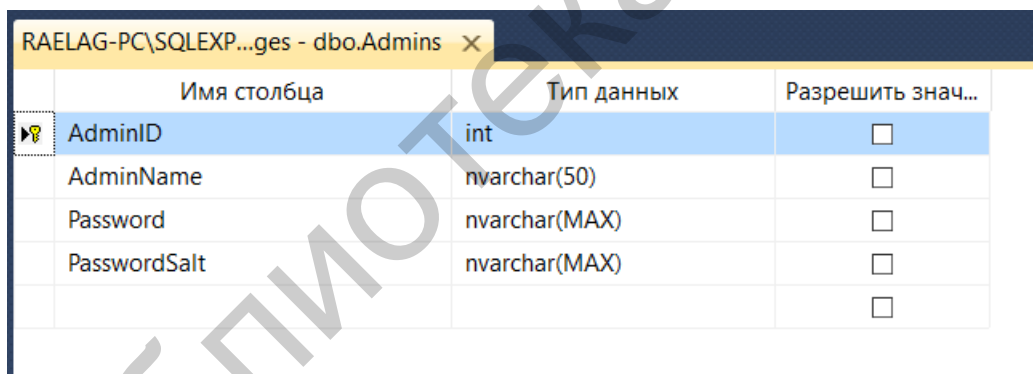 RAELAG-PC\SQLEXP...ges - dbo.Admins
Имя столбца Тип данных Разрешить знач...
AdminID int
AdminName nvarchar(50)
Password nvarchar(MAX)
PasswordSalt nvarchar(MAX)